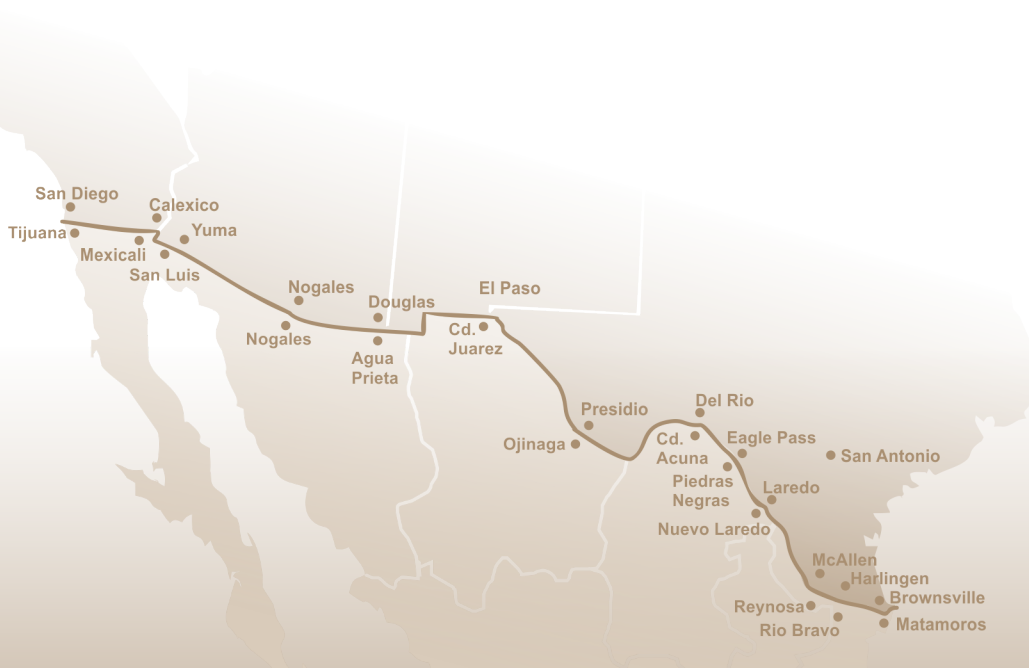 San Diego
Calexico
Tijuana
Yuma
Mexicali
San Luis
Nogales
Nogales
Douglas
Agua
Prieta
El Paso
Cd.
Juarez
Presidio
Ojinaga
Del Rio
Cd.
Acuna
Eagle Pass
San Antonio
Piedras
Negras
Laredo
Nuevo Laredo
McAllen
Harlingen
Brownsville
Reynosa
Rio Bravo
Matamoros